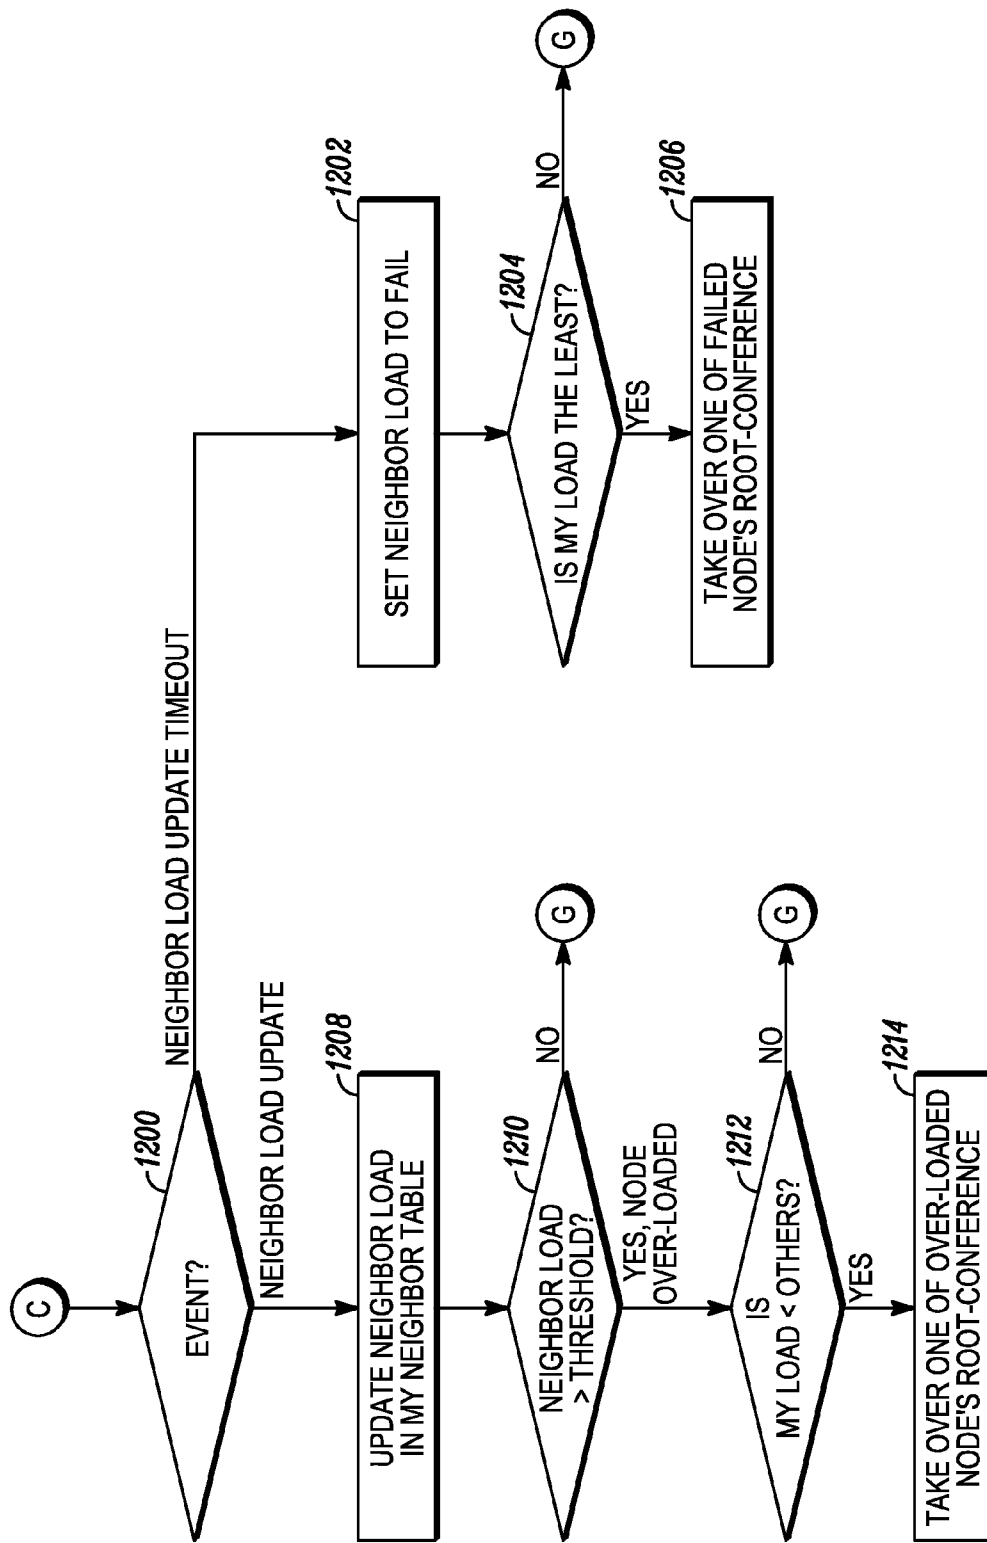 C
EVENT?
1200
NEIGHBOR LOAD UPDATE TIMEOUT
NEIGHBOR LOAD UPDATE
SET NEIGHBOR LOAD TO FAIL
1202
IS MY LOAD THE LEAST?
1204
NO
G
YES
TAKE OVER ONE OF FAILED
NODE'S ROOT-CONFERENCE
1206
UPDATE NEIGHBOR LOAD
IN MY NEIGHBOR TABLE
1208
NEIGHBOR LOAD
> THRESHOLD?
1210
NO
G
YES, NODE
OVER-LOADED
IS
MY LOAD < OTHERS?
1212
NO
G
YES
TAKE OVER ONE OF OVER-LOADED
NODE'S ROOT-CONFERENCE
1214